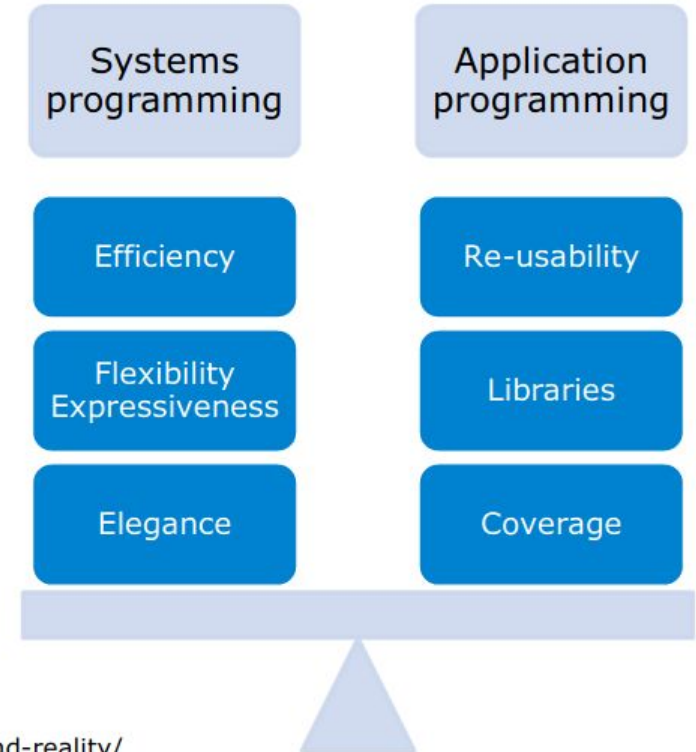 Systems
programming
Efficiency
Flexibility
Expressiveness
Elegance
Application
programming
Re-usability
Libraries
Coverage
nd-reality/